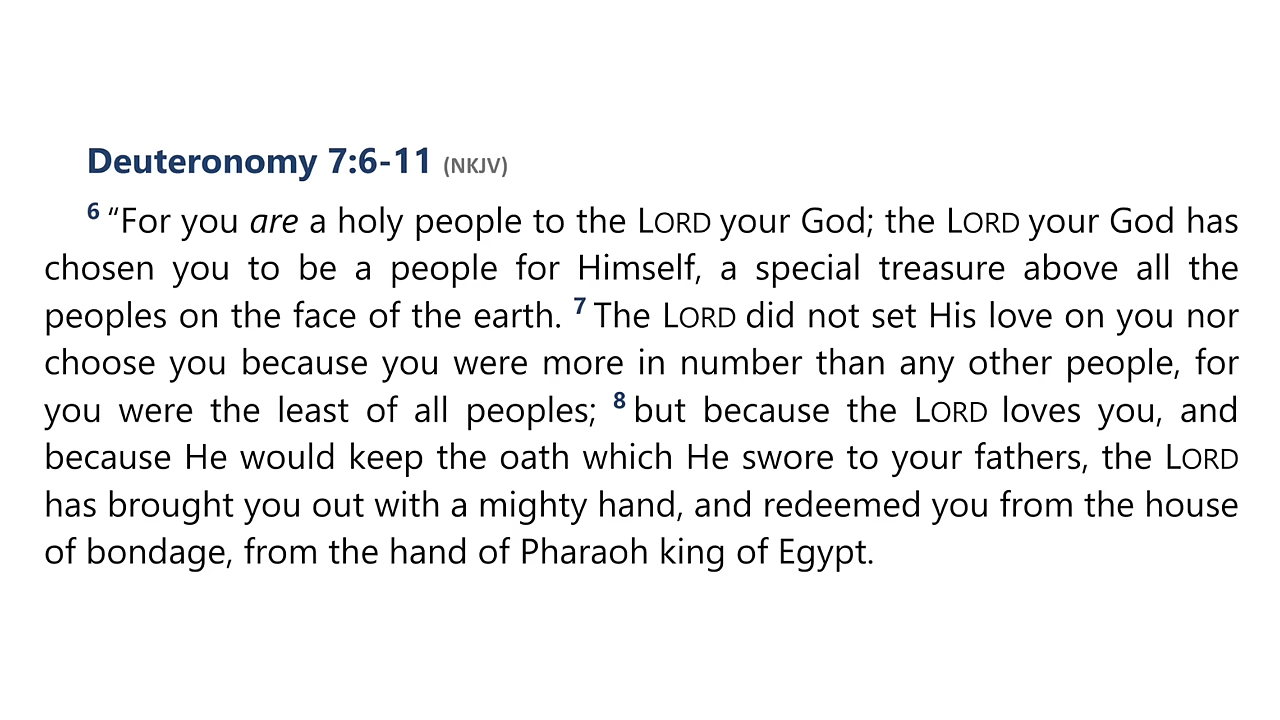 Deuteronomy 7:6-11 (NKJV)
6 “For you are a holy people to the LORD your God; the LORD your God has
chosen you to be a people for Himself, a special treasure above all the
peoples on the face of the earth. 7 The LORD did not set His love on you nor
choose you because you were more in number than any other people, for
you were the least of all peoples; 8 but because the LORD loves you, and
because He would keep the oath which He swore to your fathers, the LORD
has brought you out with a mighty hand, and redeemed you from the house
of bondage, from the hand of Pharaoh king of Egypt.